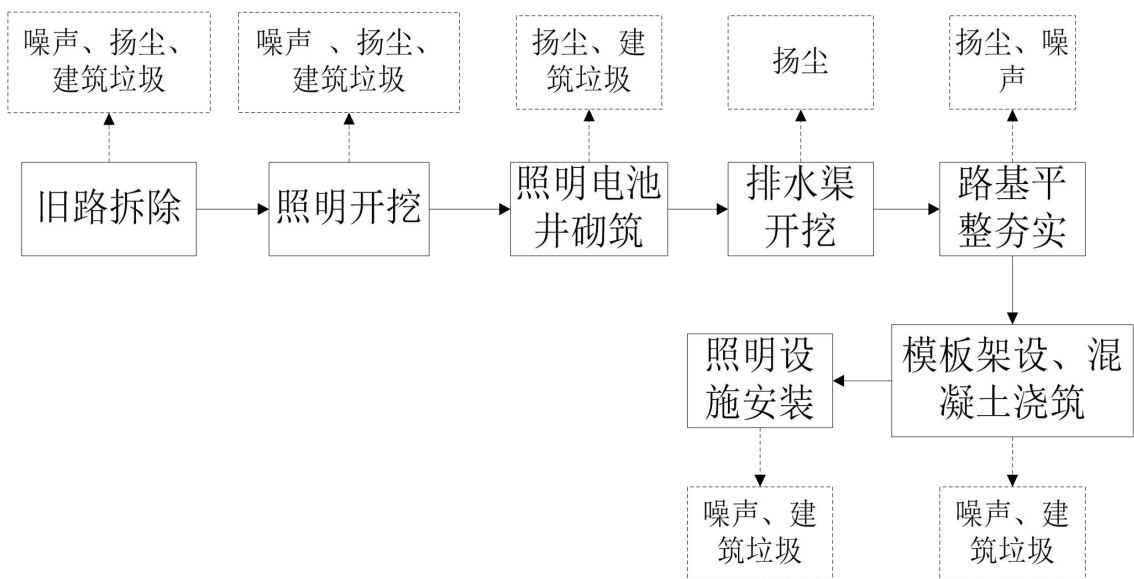 噪声、扬尘、
建筑垃圾
噪声 、扬尘、
建筑垃圾
扬尘、建
筑垃圾
扬尘
扬尘、噪
声
旧路拆除
照明开挖
照明电池
井砌筑
排水渠
开挖
路基平
整夯实
照明设
施安装
模板架设、混
凝土浇筑
噪声、建
筑垃圾
噪声、建
筑垃圾